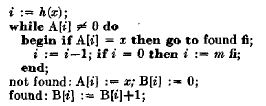 i := h(x);
while A[i] ≠ 0 do
begin if A[i] = x then go to found fi;
i := i-1; if i = 0 then i := m fi;
end;
not found: A[i] := x; B[i] := 0;
found: B[i] := B[i]+1;